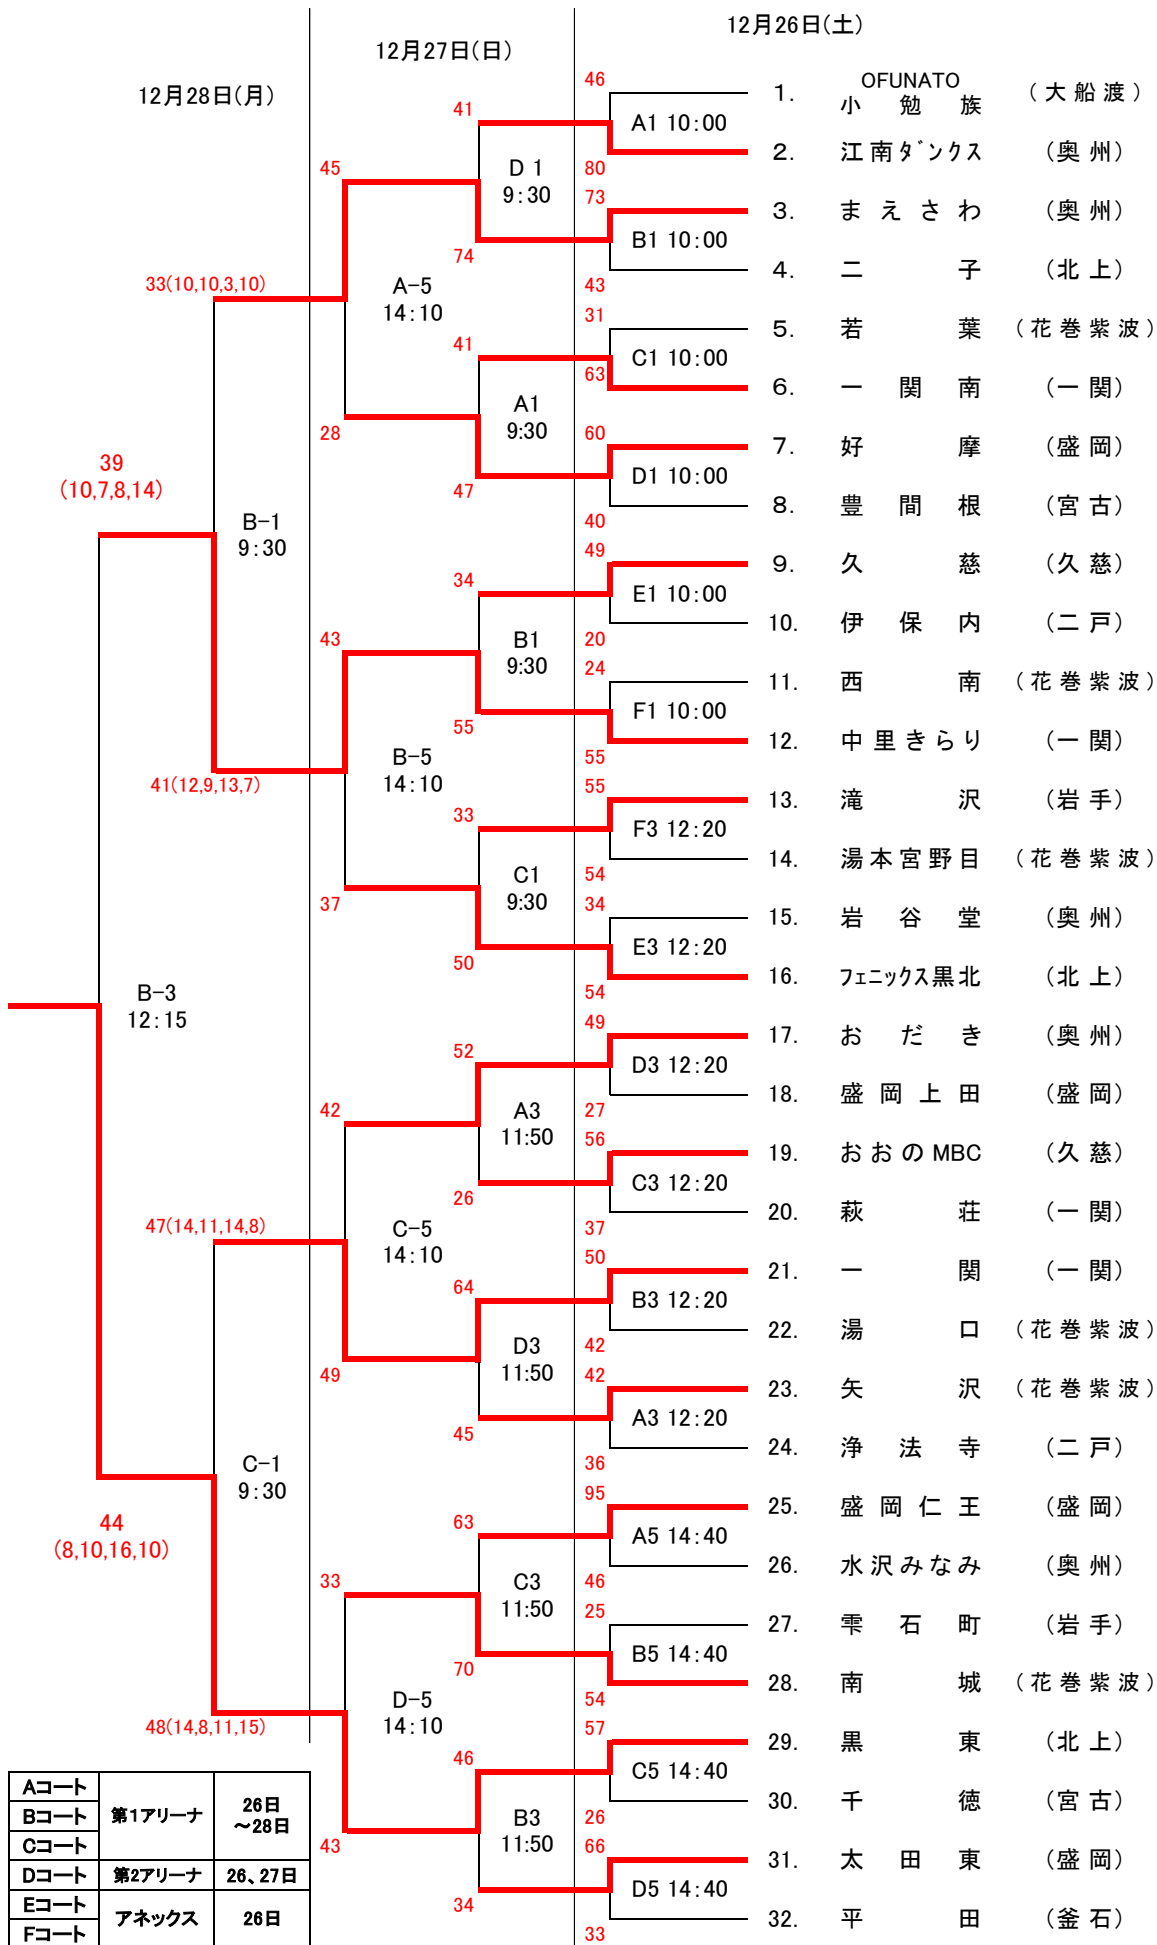 12月26日(土)
12月27日(日)
12月28日(月)
46
1. OFUNATO 小勉族 (大船渡)
A1 10:00
41
2. 江南ダンクス (奥州)
80
45
D 1
9:30
73
3. まえさわ (奥州)
B1 10:00
74
4. 二子 (北上)
43
33(10,10,3,10)
A-5
14:10
31
5. 若葉 (花巻紫波)
C1 10:00
41
63
6. 一関南 (一関)
A1
9:30
28
60
7. 好摩 (盛岡)
39
(10,7,8,14)
D1 10:00
47
8. 豊間根 (宮古)
40
B-1
9:30
49
9. 久慈 (久慈)
E1 10:00
34
10. 伊保内 (二戸)
20
43
B1
9:30
24
11. 西南 (花巻紫波)
F1 10:00
55
12. 中里きらり (一関)
55
41(12,9,13,7)
B-5
14:10
55
13. 滝沢 (岩手)
F3 12:20
33
14. 湯本宮野目 (花巻紫波)
54
C1
9:30
37
34
15. 岩谷堂 (奥州)
E3 12:20
50
16. フェニックス黒北 (北上)
54
B-3
12:15
49
17. おだき (奥州)
D3 12:20
52
18. 盛岡上田 (盛岡)
27
42
A3
11:50
56
19. おおのMBC (久慈)
C3 12:20
26
20. 萩荘 (一関)
37
47(14,11,14,8)
C-5
14:10
50
21. 一関 (一関)
B3 12:20
64
22. 湯口 (花巻紫波)
42
D3
11:50
49
42
23. 矢沢 (花巻紫波)
A3 12:20
45
24. 浄法寺 (二戸)
36
C-1
9:30
95
25. 盛岡仁王 (盛岡)
44
(8,10,16,10)
A5 14:40
63
26. 水沢みなみ (奥州)
46
33
C3
11:50
25
27. 雫石町 (岩手)
B5 14:40
70
28. 南城 (花巻紫波)
54
48(14,8,11,15)
D-5
14:10
57
29. 黒東 (北上)
C5 14:40
46
30. 千徳 (宮古)
26
B3
11:50
43
66
31. 太田東 (盛岡)
D5 14:40
34
32. 平田 (釜石)
33
Aコート
Bコート 第1アリーナ 26日
～28日
Cコート
Dコート 第2アリーナ 26、27日
Eコート
アネックス 26日
Fコート